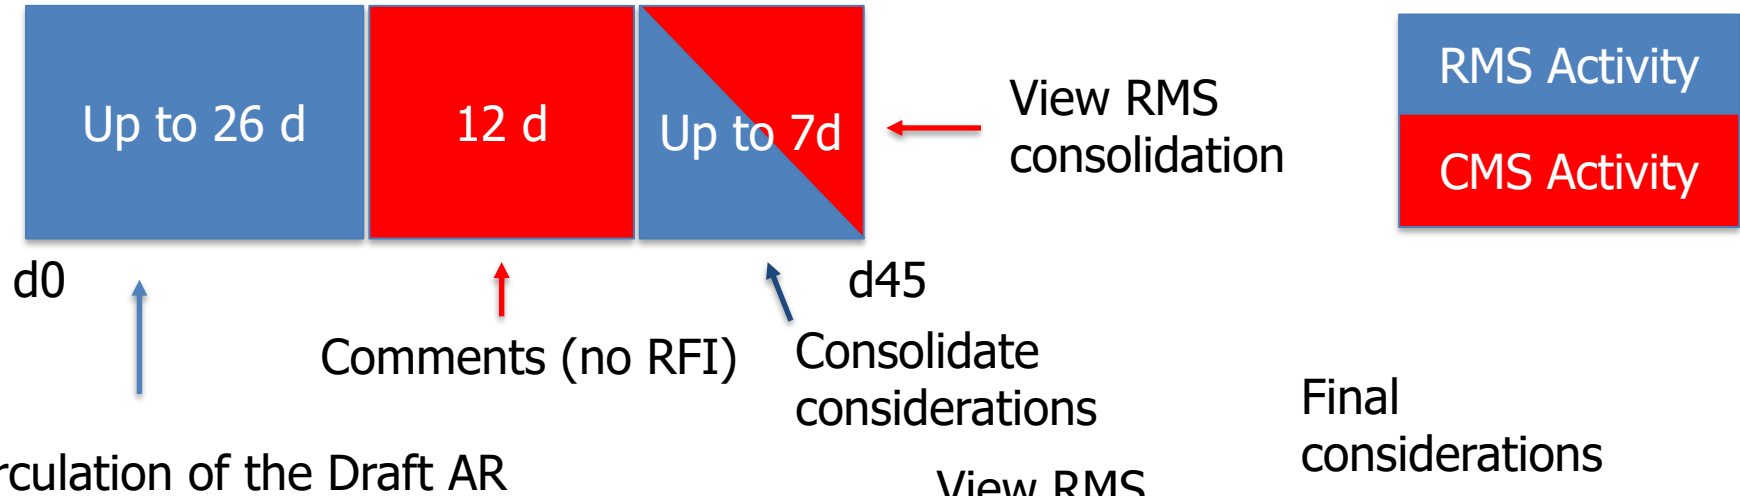 Up to 26 d
12 d
Up to 7d
View RMS
consolidation
RMS Activity
CMS Activity
d0
d45
Comments (no RFI)
Consolidate
considerations
Final
considerations
rculation of the Draft AR
View RMS